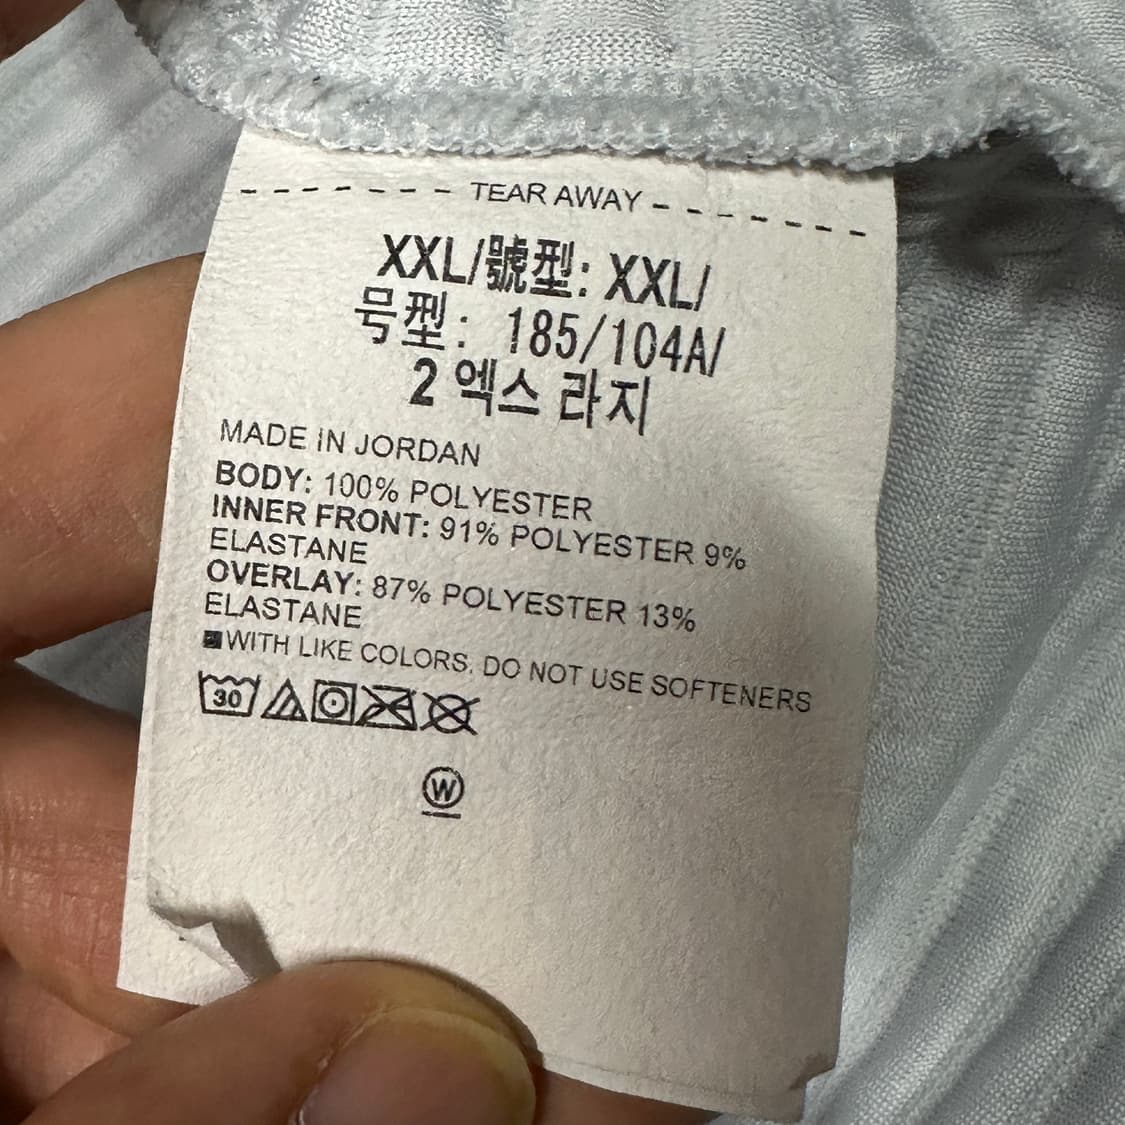 TEAR AWAY
XXL/號型: XXL/
号型: 185/104A/
2 엑스 라지
MADE IN JORDAN
BODY: 100% POLYESTER
INNER FRONT: 91% POLYESTER 9%
ELASTANE
OVERLAY: 87% POLYESTER 13%
ELASTANE
WITH LIKE COLORS. DO NOT USE SOFTENERS
30
W